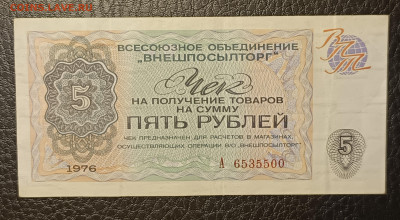 ВСЕСОЮЗНОЕ ОБЪЕДИНЕНИЕ
„ВНЕШПОСЫЛТОРГ"
ВПТ
Чек
НА ПОЛУЧЕНИЕ ТОВАРОВ
НА СУММУ
5
ПЯТЬ РУБЛЕЙ
ЧЕК ПРЕДНАЗНАЧЕН ДЛЯ РАСЧЕТОВ В МАГАЗИНАХ,
ОСУЩЕСТВЛЯЮЩИХ ОПЕРАЦИИ В/О „ВНЕШПОСЫЛТОРГ"
5
1976
А 6535500